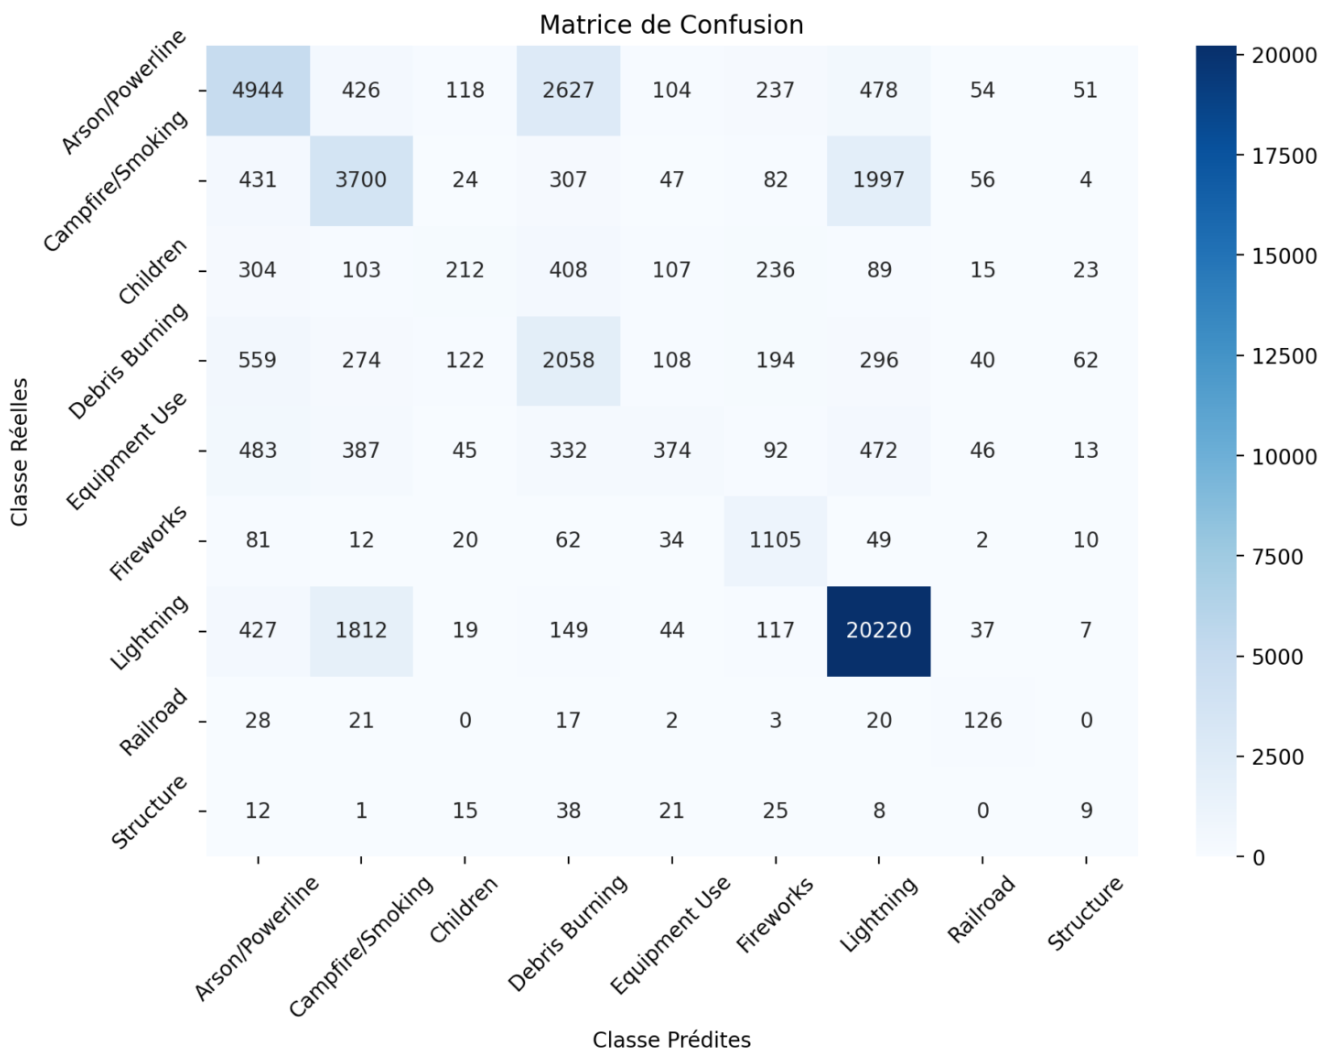 Matrice de Confusion
Classe Réelles
Arson/Powerline 4944 426 118 2627 104 237 478 54 51
Campfire/Smoking 431 3700 24 307 47 82 1997 56 4
Children 304 103 212 408 107 236 89 15 23
Debris Burning 559 274 122 2058 108 194 296 40 62
Equipment Use 483 387 45 332 374 92 472 46 13
Fireworks 81 12 20 62 34 1105 49 2 10
Lightning 427 1812 19 149 44 117 20220 37 7
Railroad 28 21 0 17 2 3 20 126 0
Structure 12 1 15 38 21 25 8 0 9
Arson/Powerline Campfire/Smoking Children Debris Burning Equipment Use Fireworks Lightning Railroad Structure
Classe Prédites
20000
17500
15000
12500
10000
7500
5000
2500
0